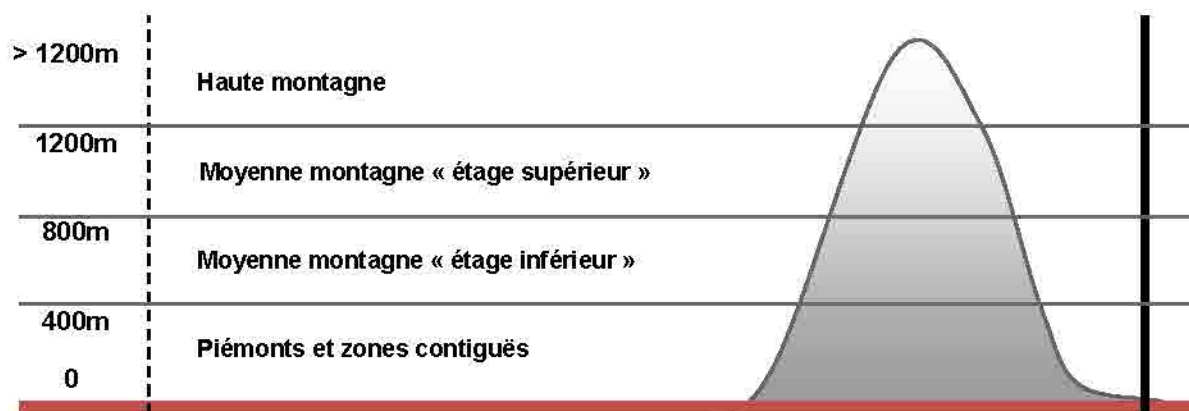 > 1200m
Haute montagne
1200m
Moyenne montagne « étage supérieur »
800m
Moyenne montagne « étage inférieur »
400m
Piémonts et zones contiguës
0